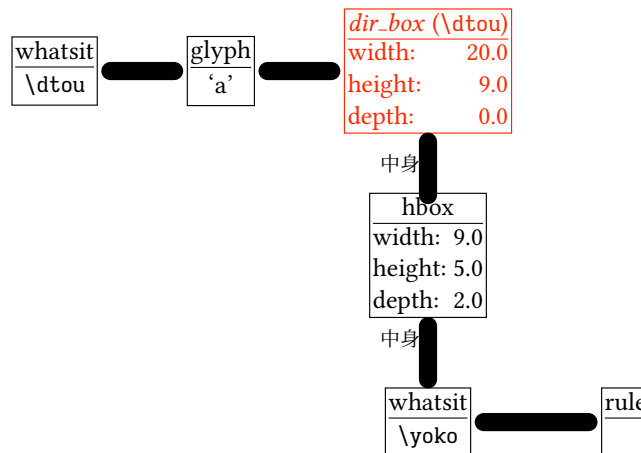 whatsit
\dtou
glyph
‘a’
dir_box (\dtou)
width: 20.0
height: 9.0
depth: 0.0
中身
hbox
width: 9.0
height: 5.0
depth: 2.0
中身
whatsit
\yoko
rule